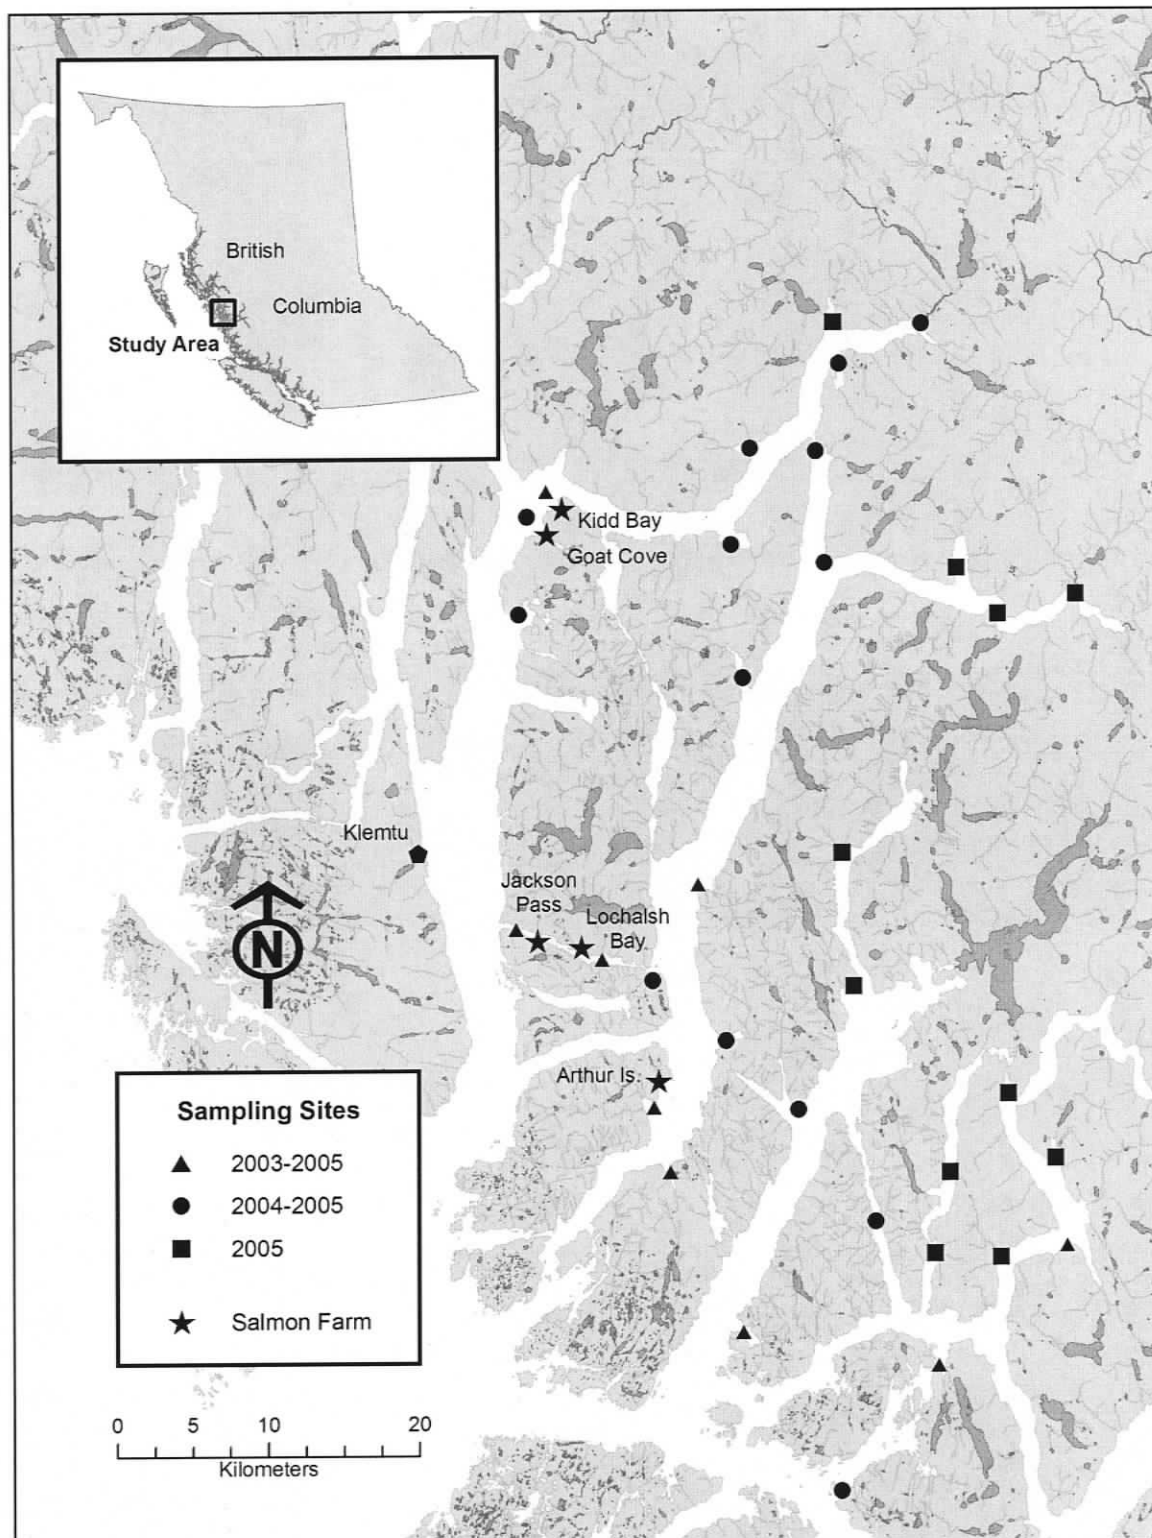 British
Columbia
Study Area
Kidd Bay
Goat Cove
Klemtu
Jackson
Pass
Lochalsh
Bay
N
Arthur Is.
Sampling Sites
2003-2005
2004-2005
2005
Salmon Farm
0 5 10 20
Kilometers